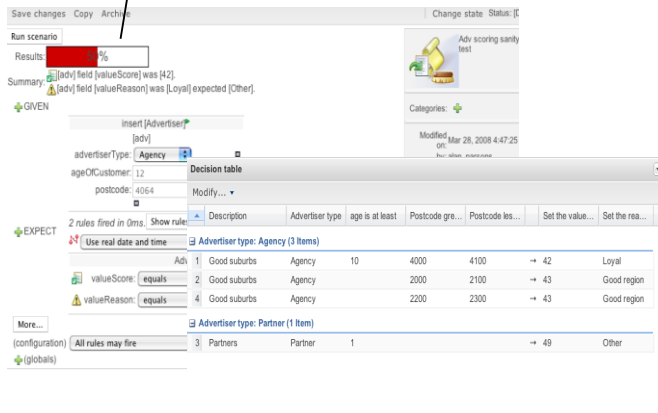 Save changes Copy Archive
Change state Status: [D
Run scenario
Results: %
Adv scoring sanity test
Summary: [adv] field [valueScore] was [42].
[adv] field [valueReason] was [Loyal] expected [Other].
GIVEN
Categories:
insert [Advertiser]
[adv]
Modified on: Mar 28, 2008 4:47:25
advertiserType: Agency
by: alan_parsons
ageOfCustomer: 12
postcode: 4064
Decision table
Modify...
Description Advertiser type age is at least Postcode gre... Postcode les... Set the value... Set the rea...
EXPECT
2 rules fired in 0ms. Show rule
Use real date and time
Adv
valueScore: equals
valueReason: equals
Advertiser type: Agency (3 Items)
1 Good suburbs Agency 10 4000 4100 → 42 Loyal
2 Good suburbs Agency 2000 2100 → 43 Good region
4 Good suburbs Agency 2200 2300 → 43 Good region
Advertiser type: Partner (1 Item)
3 Partners Partner 1 → 49 Other
More...
(configuration) All rules may fire
(globals)